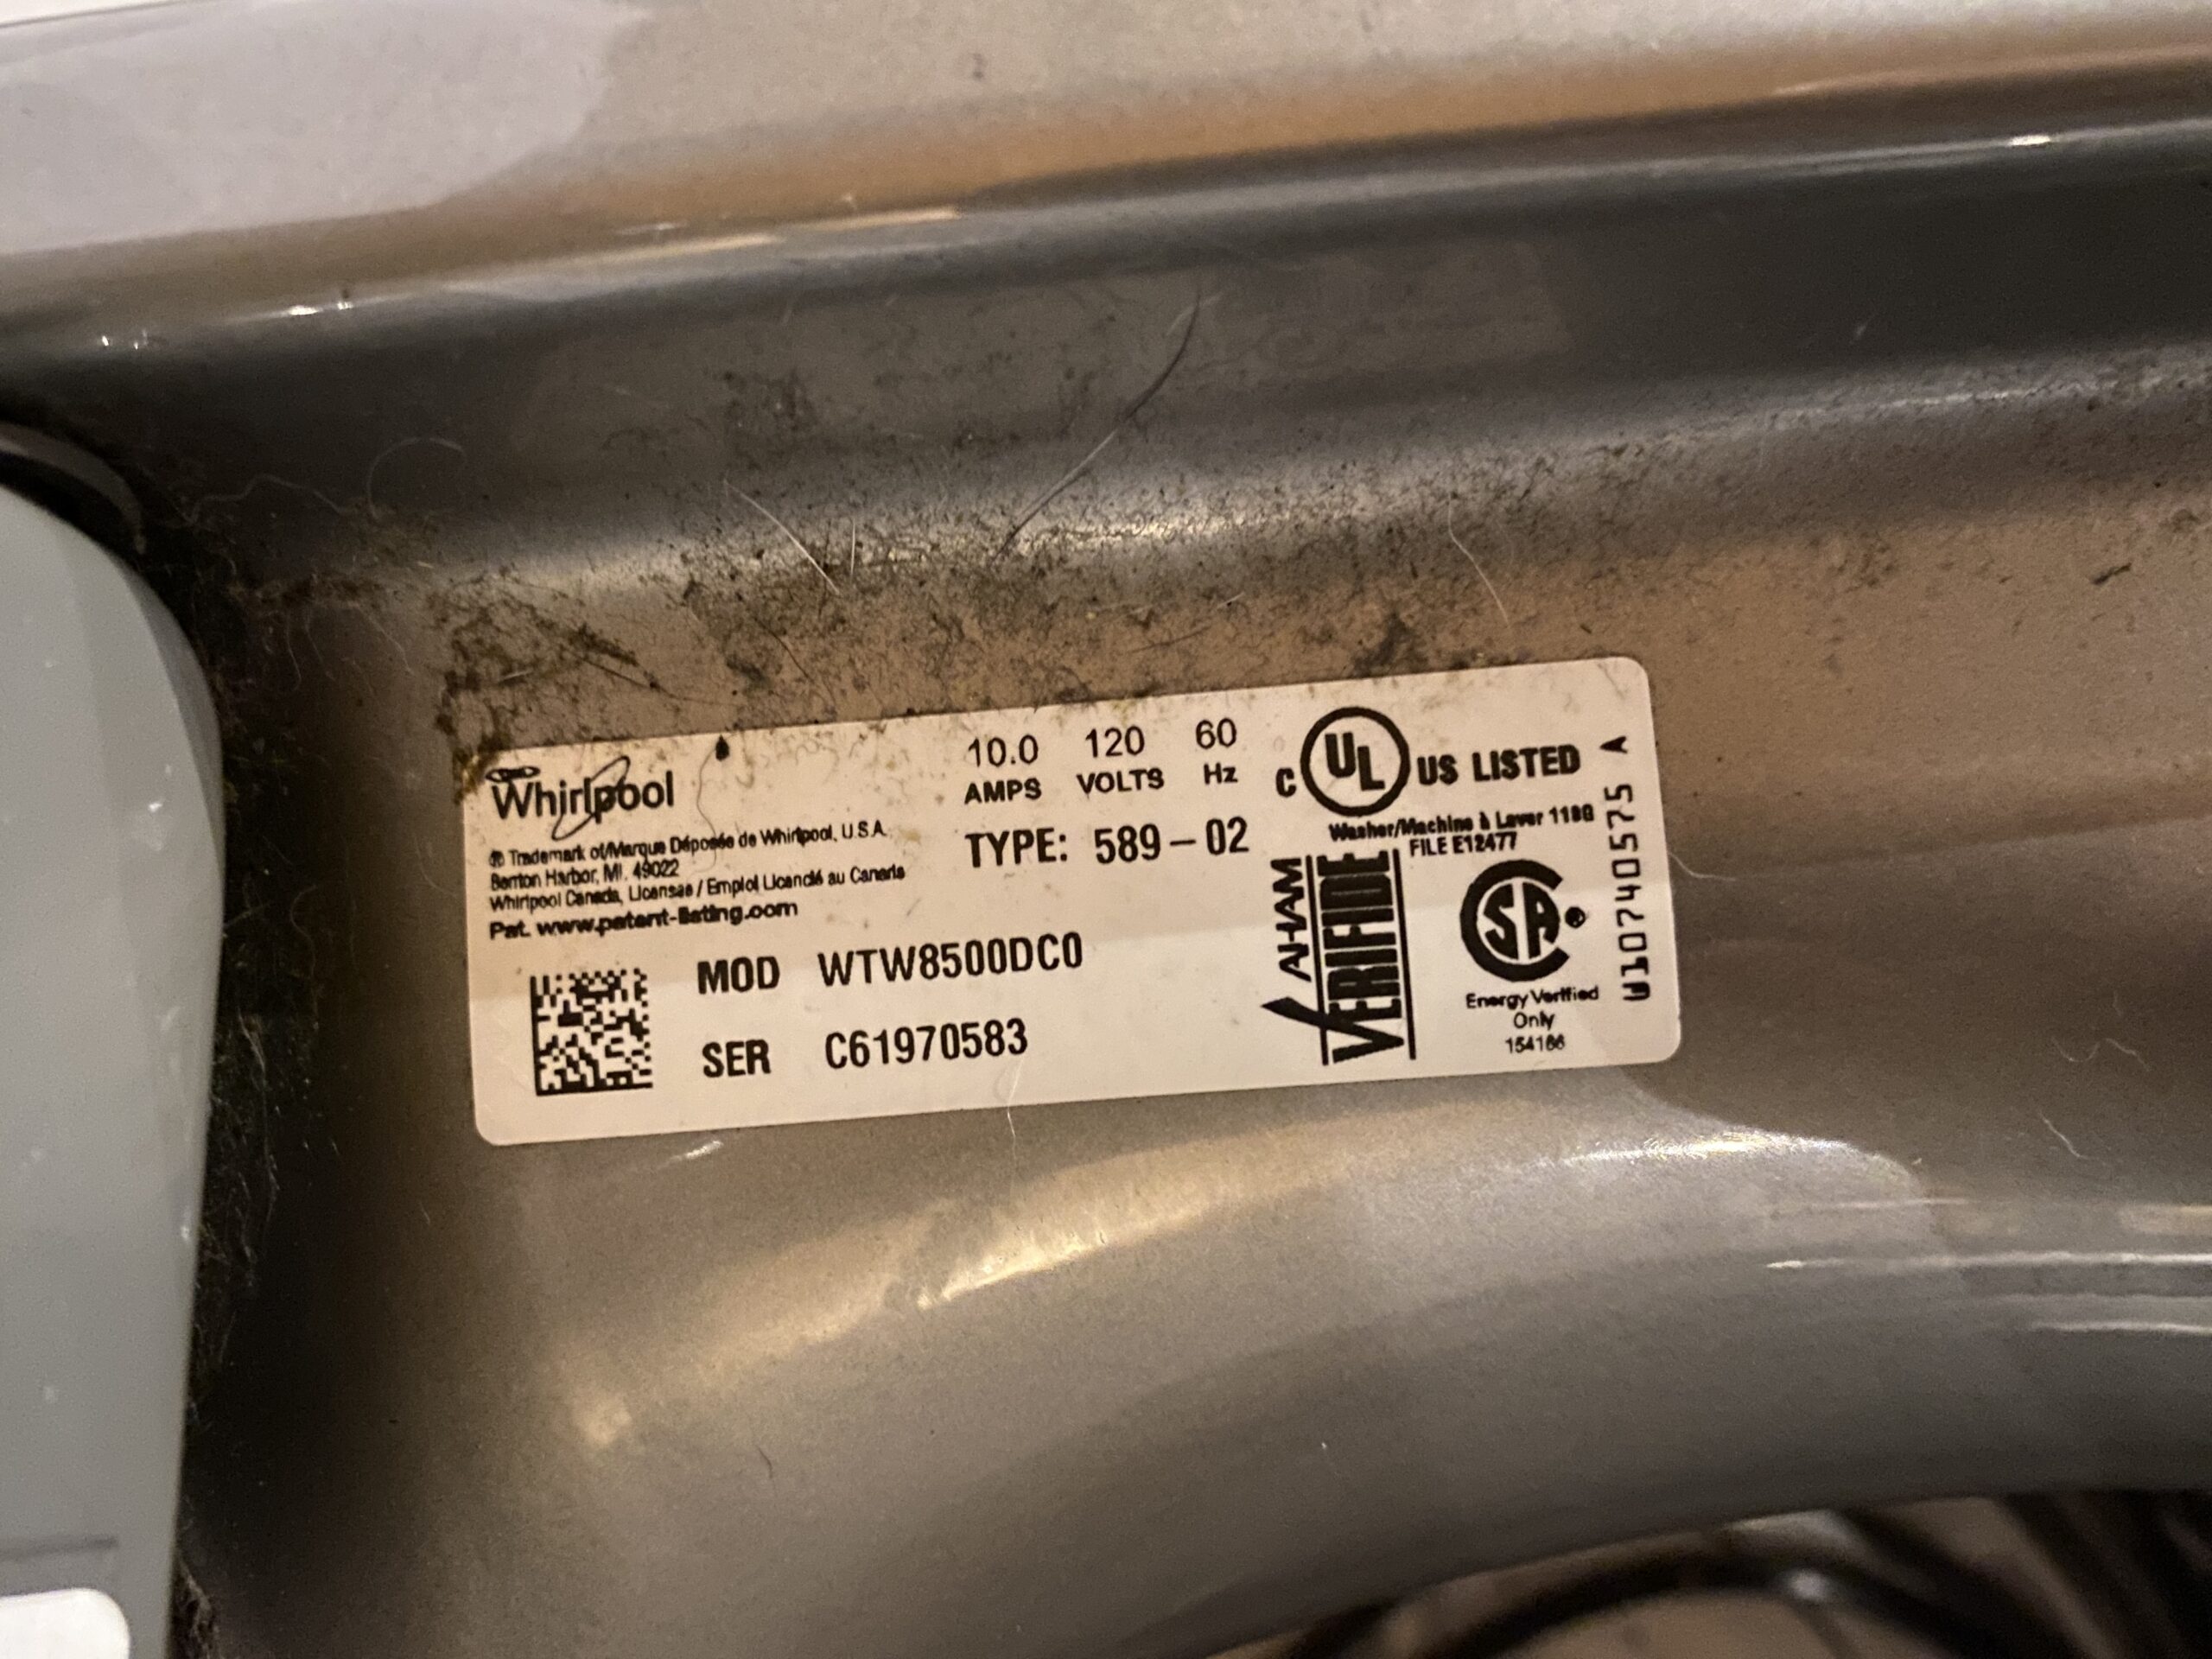 Whirlpool
® Trademark of/Marque Déposée de Whirlpool, U.S.A.
Benton Harbor, MI. 49022
Whirlpool Canada, Licensee / Emploi Licencié au Canada
Pat. www.patent-listing.com
10.0 120 60
AMPS VOLTS Hz
TYPE: 589-02
MOD WTW8500DC0
SER C61970583
C UL US LISTED
Washer/Machine à Laver 118G
FILE E12477
AHAM
VERIFIDE
SA®
Energy Verified
Only
154166
W10740575 A